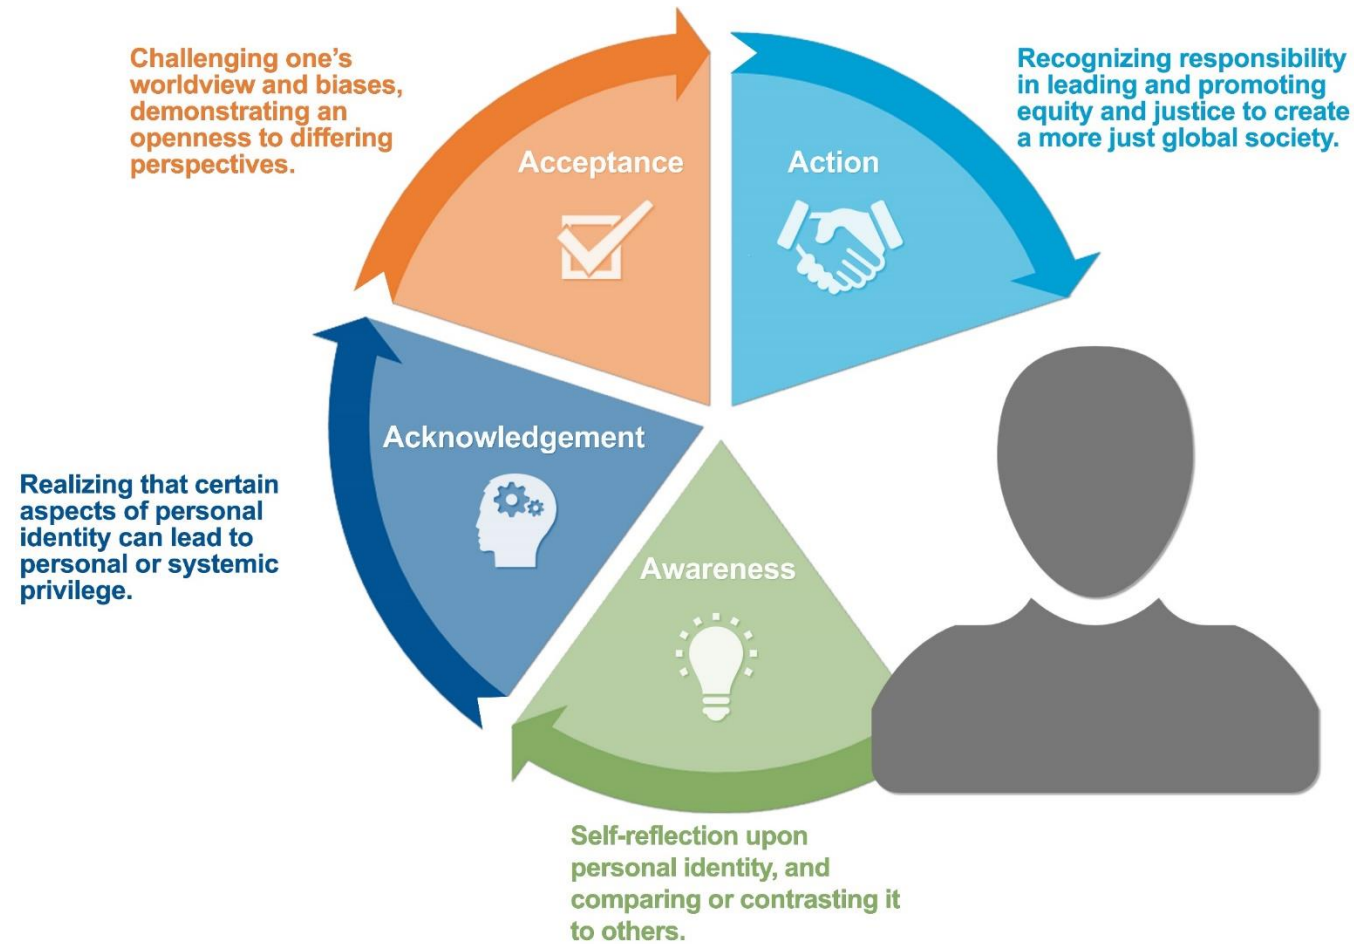 Challenging one’s
worldview and biases,
demonstrating an
openness to differing
perspectives.
Recognizing responsibility
in leading and promoting
equity and justice to create
a more just global society.
Acceptance
Action
Acknowledgement
Realizing that certain
aspects of personal
identity can lead to
personal or systemic
privilege.
Awareness
Self-reflection upon
personal identity, and
comparing or contrasting it
to others.